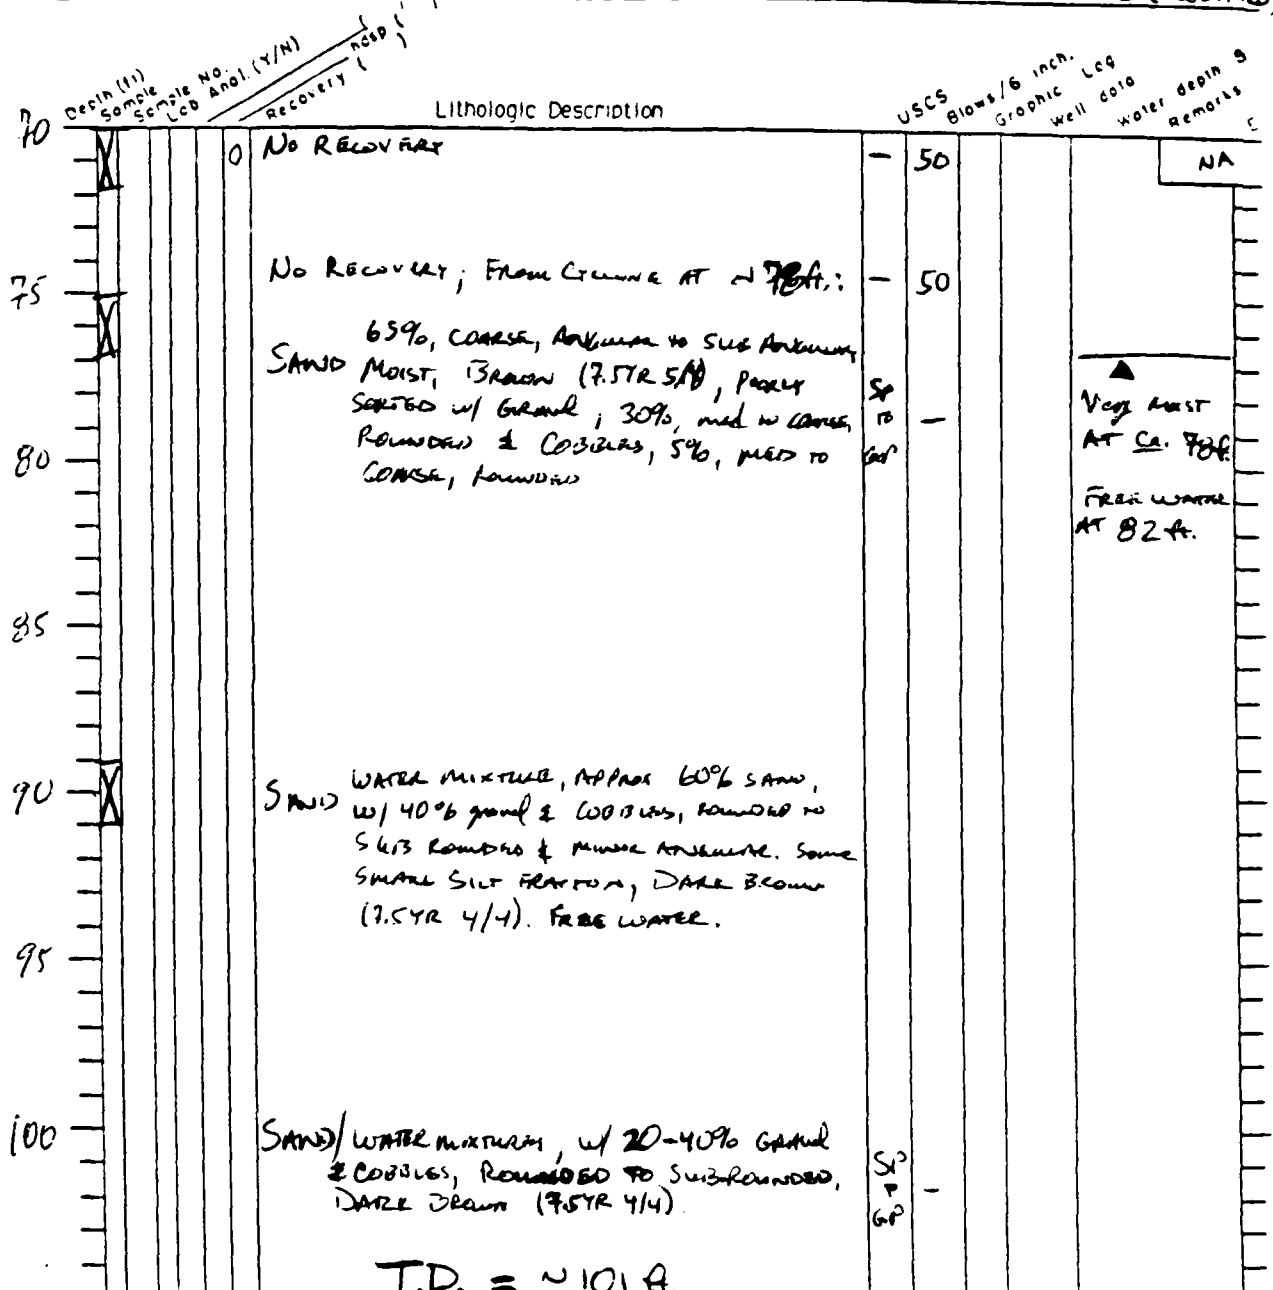 Depth (ft)
Sample
Sample No.
Lab Anal. (Y/N)
Recovery ( )
Lithologic Description
USCS
Blows/6 inch.
Graphic Log
Well data
Water depth &
Remarks
70
0 No RECOVERY - 50 NA
75
No RECOVERY; FROM CYCLONE AT ~ 78ft.: - 50
SAND 65%, COARSE, ANGULAR TO SUB ANGULAR,
MOIST, BROWN (7.5YR 5/4), POORLY
SORTED w/ GRAVEL; 30%, med to COARSE,
ROUNDED & COBBLES, 5%, MED TO
COARSE, ROUNDED
SP
TO
GP
-
Very MOIST
AT Ca. 78ft.
FREE WATER
AT 82 ft.
80
85
90
SAND WATER MIXTURE, APPROX 60% SAND,
w/ 40% gravel & COBBLES, ROUNDED TO
SUB ROUNDED & MINOR ANGULAR. Some
SMALL SILT FRACTION, DARK BROWN
(7.5YR 4/4). FREE WATER.
95
100
SAND/WATER MIXTURES, w/ 20-40% GRAVEL
& COBBLES, ROUNDED TO SUB-ROUNDED,
DARK BROWN (7.5YR 4/4)
SP
GP
-
T.D. = ~101 ft.